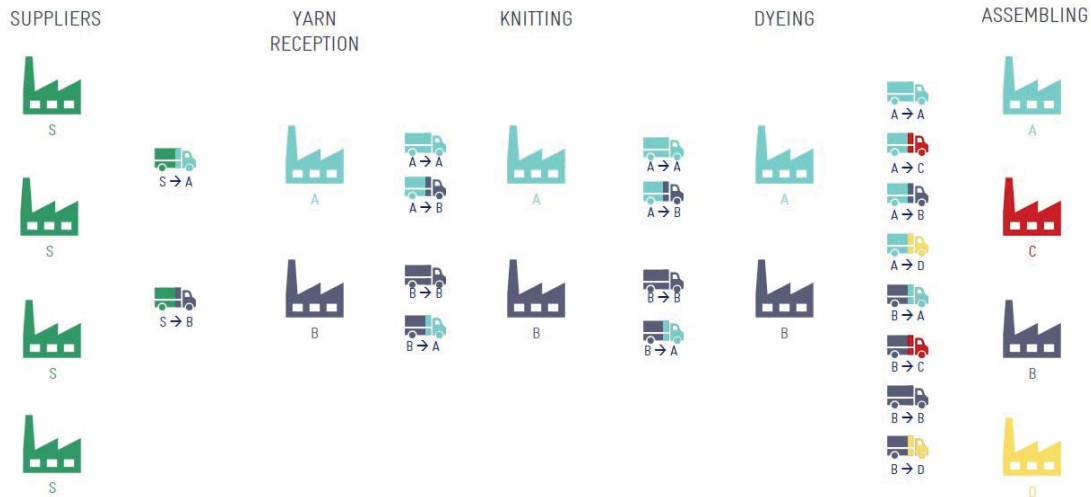 SUPPLIERS
YARN
RECEPTION
KNITTING
DYEING
ASSEMBLING
S
S
S
S
S → A
S → B
A
B
A → A
A → B
B → B
B → A
A
B
A → A
A → B
B → B
B → A
A
B
A → A
A → C
A → B
A → D
B → A
B → C
B → B
B → D
A
C
B
D